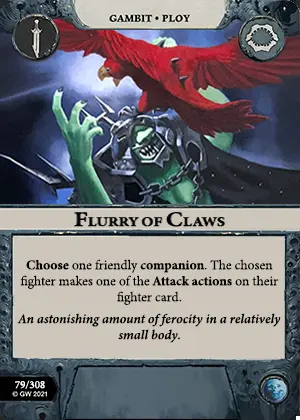 GAMBIT • PLOY
FLURRY OF CLAWS
Choose one friendly companion. The chosen
fighter makes one of the Attack actions on their
fighter card.
An astonishing amount of ferocity in a relatively
small body.
79/308
© GW 2021